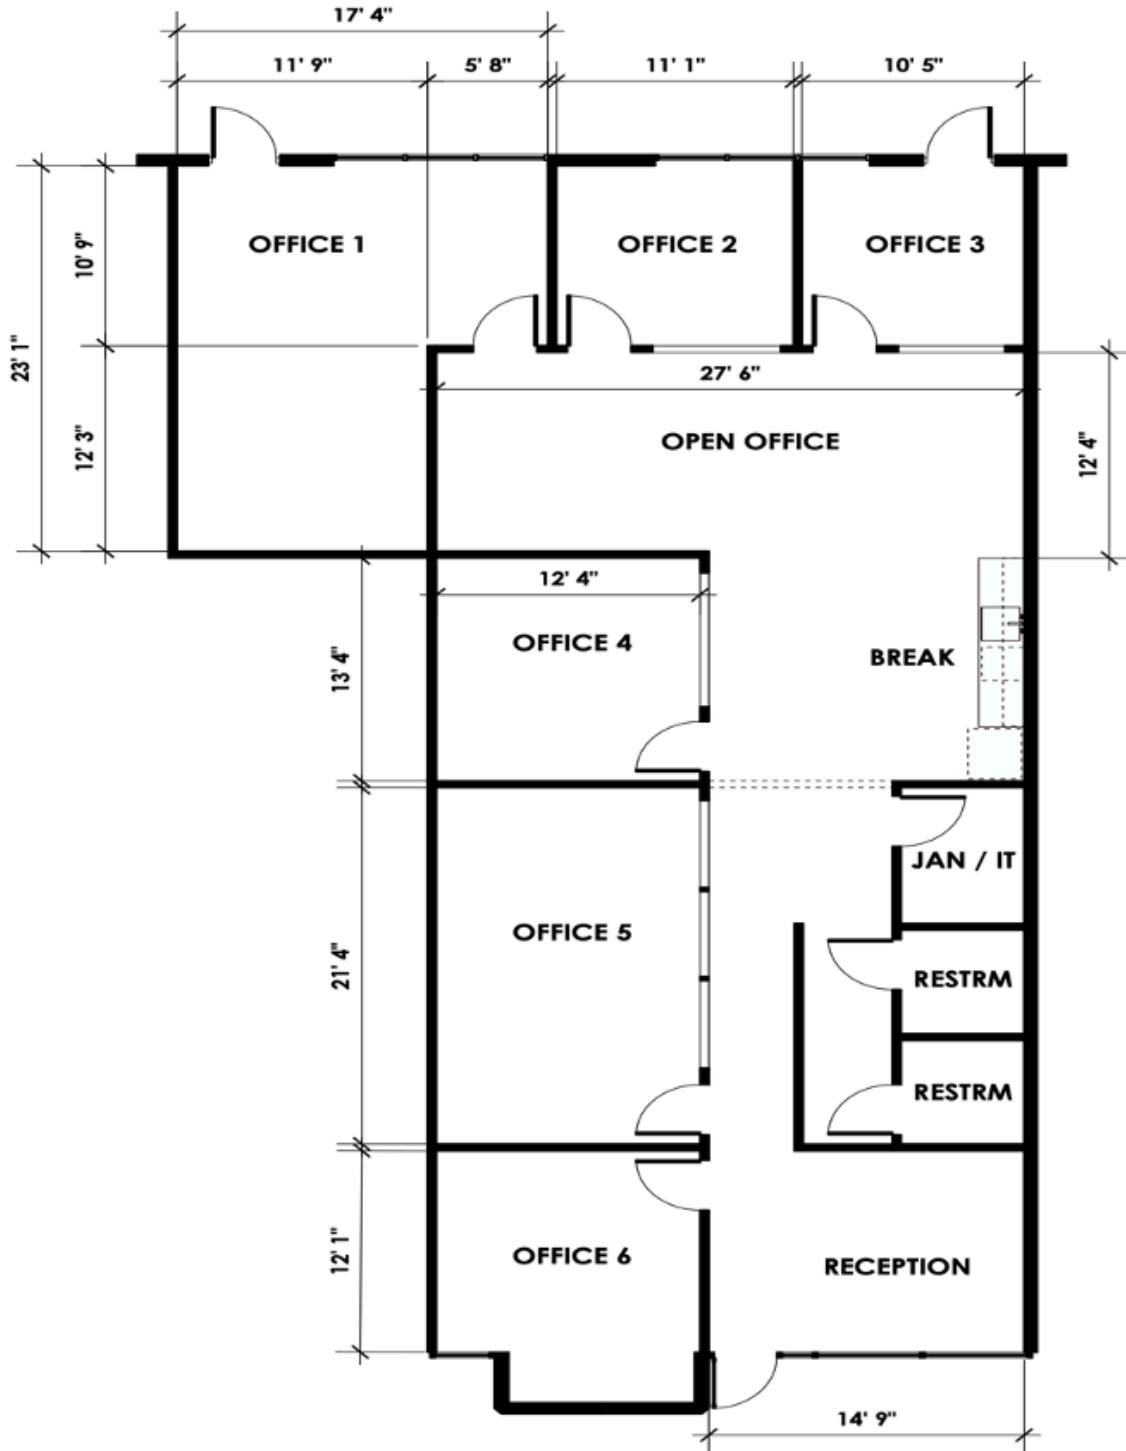 17' 4"
11' 9"
5' 8"
11' 1"
10' 5"
OFFICE 1
OFFICE 2
OFFICE 3
10' 9"
23' 1"
27' 6"
12' 3"
OPEN OFFICE
12' 4"
12' 4"
OFFICE 4
13' 4"
BREAK
JAN / IT
OFFICE 5
21' 4"
RESTRM
RESTRM
12' 1"
OFFICE 6
RECEPTION
14' 9"